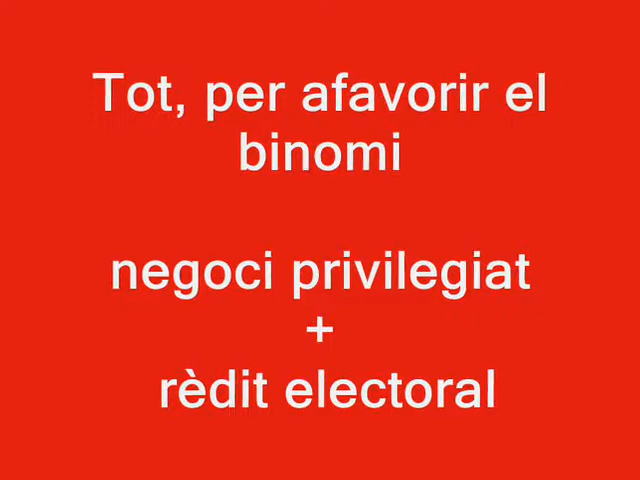 Tot, per afavorir el
binomi
negoci privilegiat
+
rèdit electoral